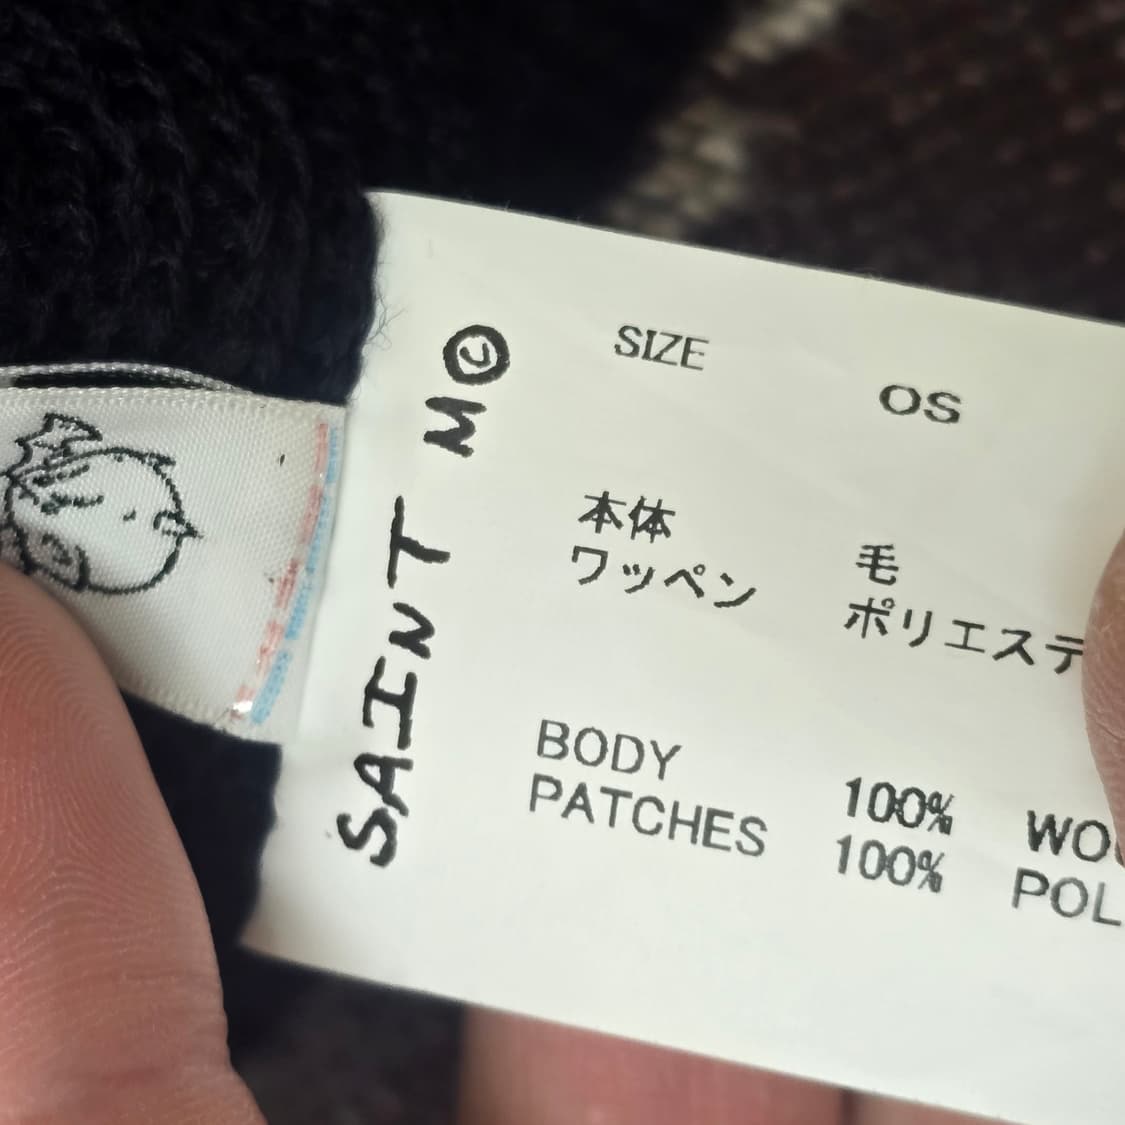 SAINT M©
SIZE OS
本体 毛
ワッペン ポリエステ
BODY 100% WO
PATCHES 100% POL